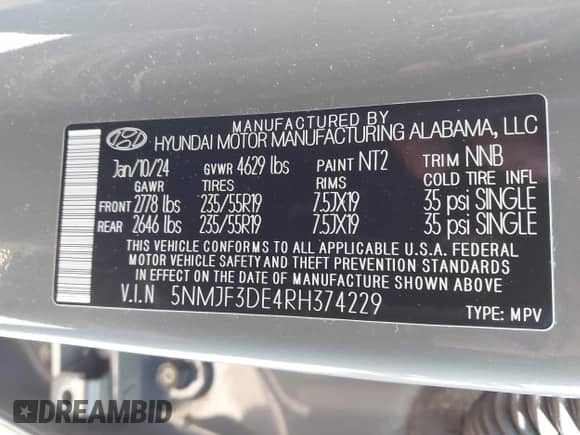 MANUFACTURED BY
HYUNDAI MOTOR MANUFACTURING ALABAMA, LLC
Jan/10/24 GVWR 4629 lbs PAINT NT2 TRIM NNB
GAWR TIRES RIMS COLD TIRE INFL
FRONT 2778 lbs 235/55R19 7.5JX19 35 psi SINGLE
REAR 2646 lbs 235/55R19 7.5JX19 35 psi SINGLE
THIS VEHICLE CONFORMS TO ALL APPLICABLE U.S.A. FEDERAL
MOTOR VEHICLE SAFETY AND THEFT PREVENTION STANDARDS
IN EFFECT ON THE DATE OF MANUFACTURE SHOWN ABOVE
V.I.N 5NMJF3DE4RH374229 TYPE: MPV
DREAMBID